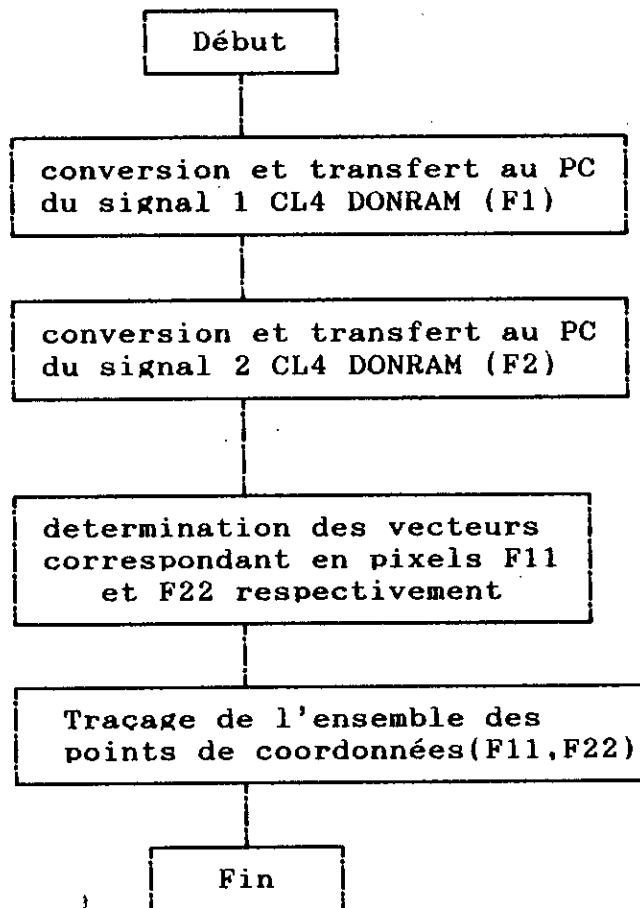 Début
conversion et transfert au PC
du signal 1 CL4 DONRAM (F1)
conversion et transfert au PC
du signal 2 CL4 DONRAM (F2)
determination des vecteurs
correspondant en pixels F11
et F22 respectivement
Traçage de l'ensemble des
points de coordonnées(F11,F22)
Fin